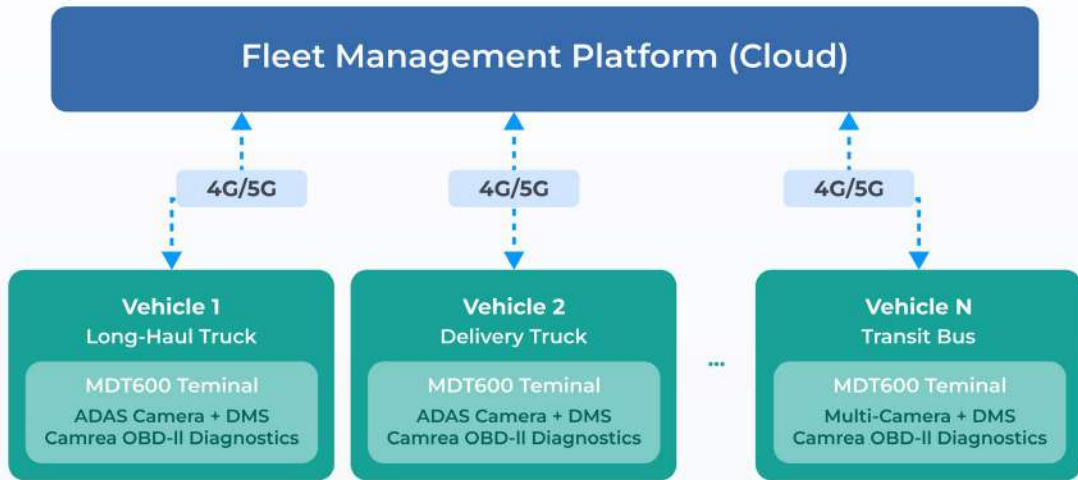 Fleet Management Platform (Cloud)
4G/5G
4G/5G
4G/5G
Vehicle 1
Long-Haul Truck
MDT600 Teminal
ADAS Camera + DMS
Camrea OBD-ll Diagnostics
Vehicle 2
Delivery Truck
MDT600 Teminal
ADAS Camera + DMS
Camrea OBD-ll Diagnostics
...
Vehicle N
Transit Bus
MDT600 Teminal
Multi-Camera + DMS
Camrea OBD-ll Diagnostics